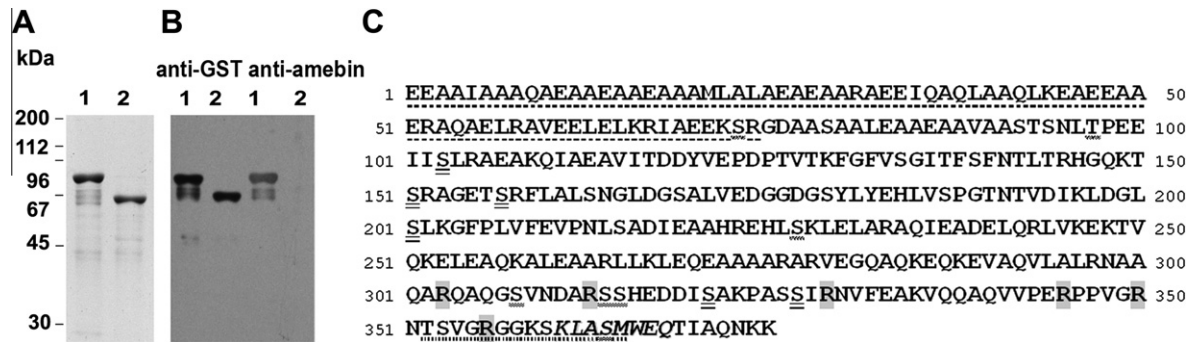 A B C
kDa
anti-GST anti-amebin
1 2 1 2 1 2
200
112
96
67
45
30
1 EEAAIAAAQAEAAEAAEAAAMLALAEAEAARAEEIQAQLAAQLKEAEEAA 50
51 ERAQAELRAVEELELKRIAEEKSRGDAASAALEAAEAAVAASTSNLTPEE 100
101 IISLRAEAKQIAEAVITDDYVEPDPTVTKFGFVSGITFSFNTLTRHGQKT 150
151 SRAGETSRFLALSNGLDGSALVEDGGDGSYLYEHLVSPGTNTVDIKLDGL 200
201 SLKGFPLVFEVPNLSADIEAAHREHLSKLELARAQIEADELQRLVKEKTV 250
251 QKELEAQKALEAARLLKLEQEAAAARARVEGQAQKEQKEVAQVLALRNAA 300
301 QARQAQGSVNDARSSHEDDISAKPASSIRNVFEAKVQQAQVVPERPPVGR 350
351 NTSVGRGGKSKLASMWEQTIAQNKK